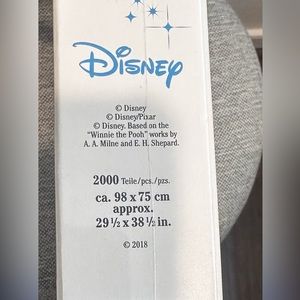 Disney
© Disney
© Disney/Pixar
© Disney. Based on the
"Winnie the Pooh" works by
A. A. Milne and E. H. Shepard.
2000 Teile/pcs./pzs.
ca. 98 x 75 cm
approx.
29 ½ x 38 ½ in.
© 2018